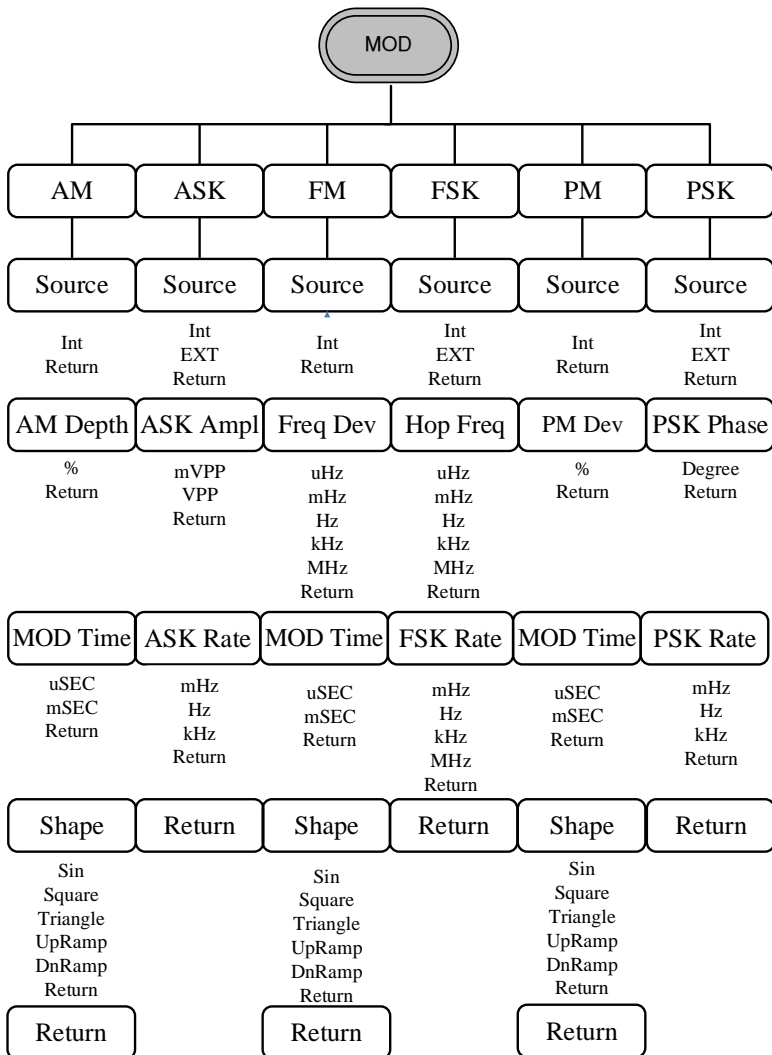 MOD
AM
ASK
FM
FSK
PM
PSK
Source
Source
Source
Source
Source
Source
Int
Return
Int
EXT
Return
Int
Return
Int
EXT
Return
Int
Return
Int
EXT
Return
AM Depth
ASK Ampl
Freq Dev
Hop Freq
PM Dev
PSK Phase
%
Return
mVPP
VPP
Return
uHz
mHz
Hz
kHz
MHz
Return
uHz
mHz
Hz
kHz
MHz
Return
%
Return
Degree
Return
MOD Time
ASK Rate
MOD Time
FSK Rate
MOD Time
PSK Rate
uSEC
mSEC
Return
mHz
Hz
kHz
Return
uSEC
mSEC
Return
mHz
Hz
kHz
MHz
Return
uSEC
mSEC
Return
mHz
Hz
kHz
Return
Shape
Return
Shape
Return
Shape
Return
Sin
Square
Triangle
UpRamp
DnRamp
Return
Sin
Square
Triangle
UpRamp
DnRamp
Return
Sin
Square
Triangle
UpRamp
DnRamp
Return
Return
Return
Return